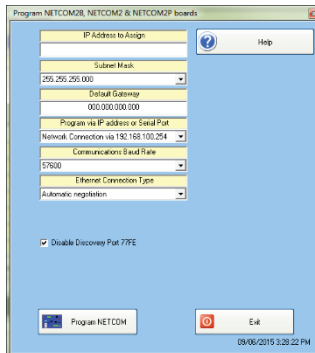 Program NETCOM2B, NETCOM2 & NETCOM2P boards
IP Address to Assign
Help
Subnet Mask
255.255.255.000
Default Gateway
000.000.000.000
Program via IP address or Serial Port
Network Connection via 192.168.100.254
Communications Baud Rate
57600
Ethernet Connection Type
Automatic negotiation
Disable Discovery Port 77FE
Program NETCOM
Exit
09/06/2015 3:28:22 PM